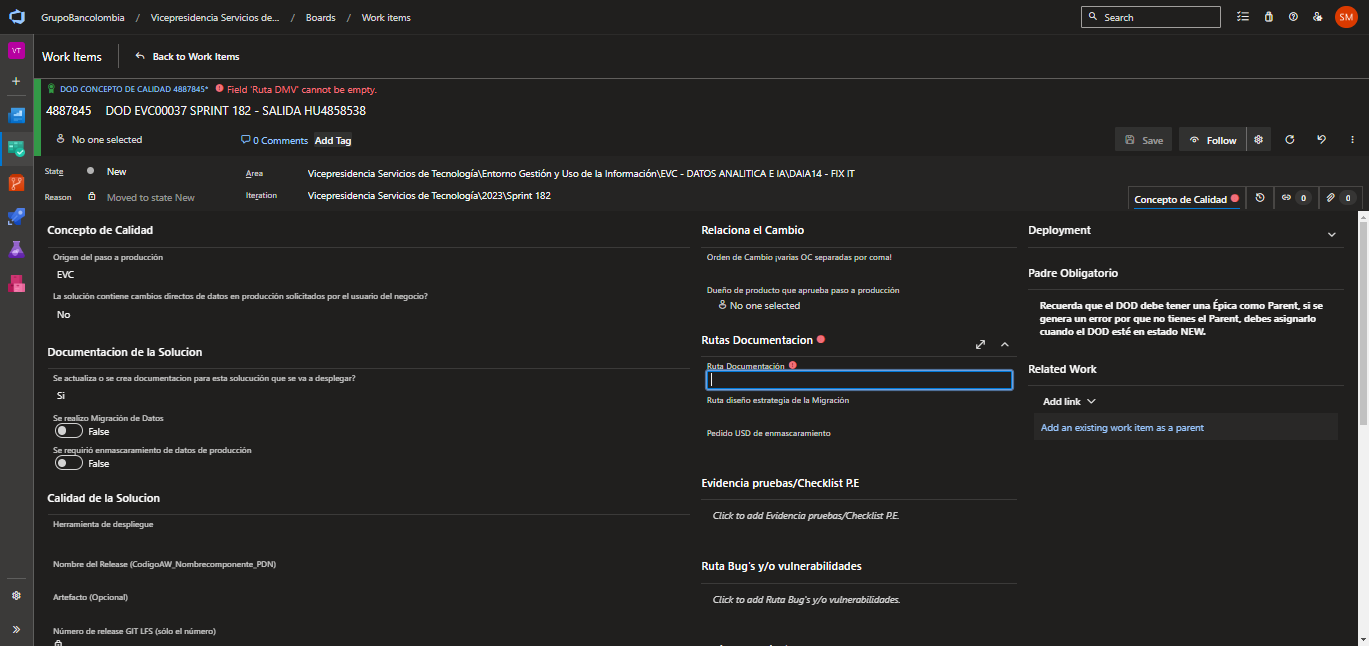 GrupoBancolombia / Vicepresidencia Servicios de... / Boards / Work items
Search
SM
VT
Work Items
Back to Work Items
DOD CONCEPTO DE CALIDAD 4887845* Field 'Ruta DMV' cannot be empty.
4887845 DOD EVC00037 SPRINT 182 - SALIDA HU4858538
No one selected
0 Comments
Add Tag
Save
Follow
State New
Area Vicepresidencia Servicios de Tecnología\Entorno Gestión y Uso de la Información\EVC - DATOS ANALITICA E IA\DAIA14 - FIX IT
Reason Moved to state New
Iteration Vicepresidencia Servicios de Tecnología\2023\Sprint 182
Concepto de Calidad
0
0
Concepto de Calidad
Origen del paso a producción
EVC
La solución contiene cambios directos de datos en producción solicitados por el usuario del negocio?
No
Documentacion de la Solucion
Se actualiza o se crea documentacion para esta solucución que se va a desplegar?
Si
Se realizo Migración de Datos
False
Se requirió enmascaramiento de datos de producción
False
Calidad de la Solucion
Herramienta de despliegue
Nombre del Release (CodigoAW_Nombrecomponente_PDN)
Artefacto (Opcional)
Número de release GIT LFS (sólo el número)
Relaciona el Cambio
Orden de Cambio ¡varias OC separadas por coma!
Dueño de producto que aprueba paso a producción
No one selected
Rutas Documentacion
Ruta Documentación
Ruta diseño estrategia de la Migración
Pedido USD de enmascaramiento
Evidencia pruebas/Checklist P.E
Click to add Evidencia pruebas/Checklist P.E.
Ruta Bug's y/o vulnerabilidades
Click to add Ruta Bug's y/o vulnerabilidades.
Deployment
Padre Obligatorio
Recuerda que el DOD debe tener una Épica como Parent, si se
genera un error por que no tienes el Parent, debes asignarlo
cuando el DOD esté en estado NEW.
Related Work
Add link
Add an existing work item as a parent